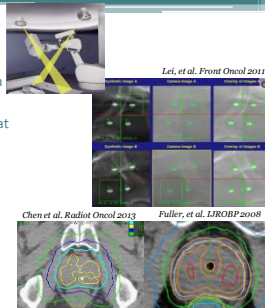 Lei, et al. Front Oncol 2011
Synthetic Image A
Camera Image A
Overlay of Images
at
Synthetic Image B
Camera Image B
Overlay of Images
Chen et al. Radiot Oncol 2013
Fuller, et al. IJROBP 2008